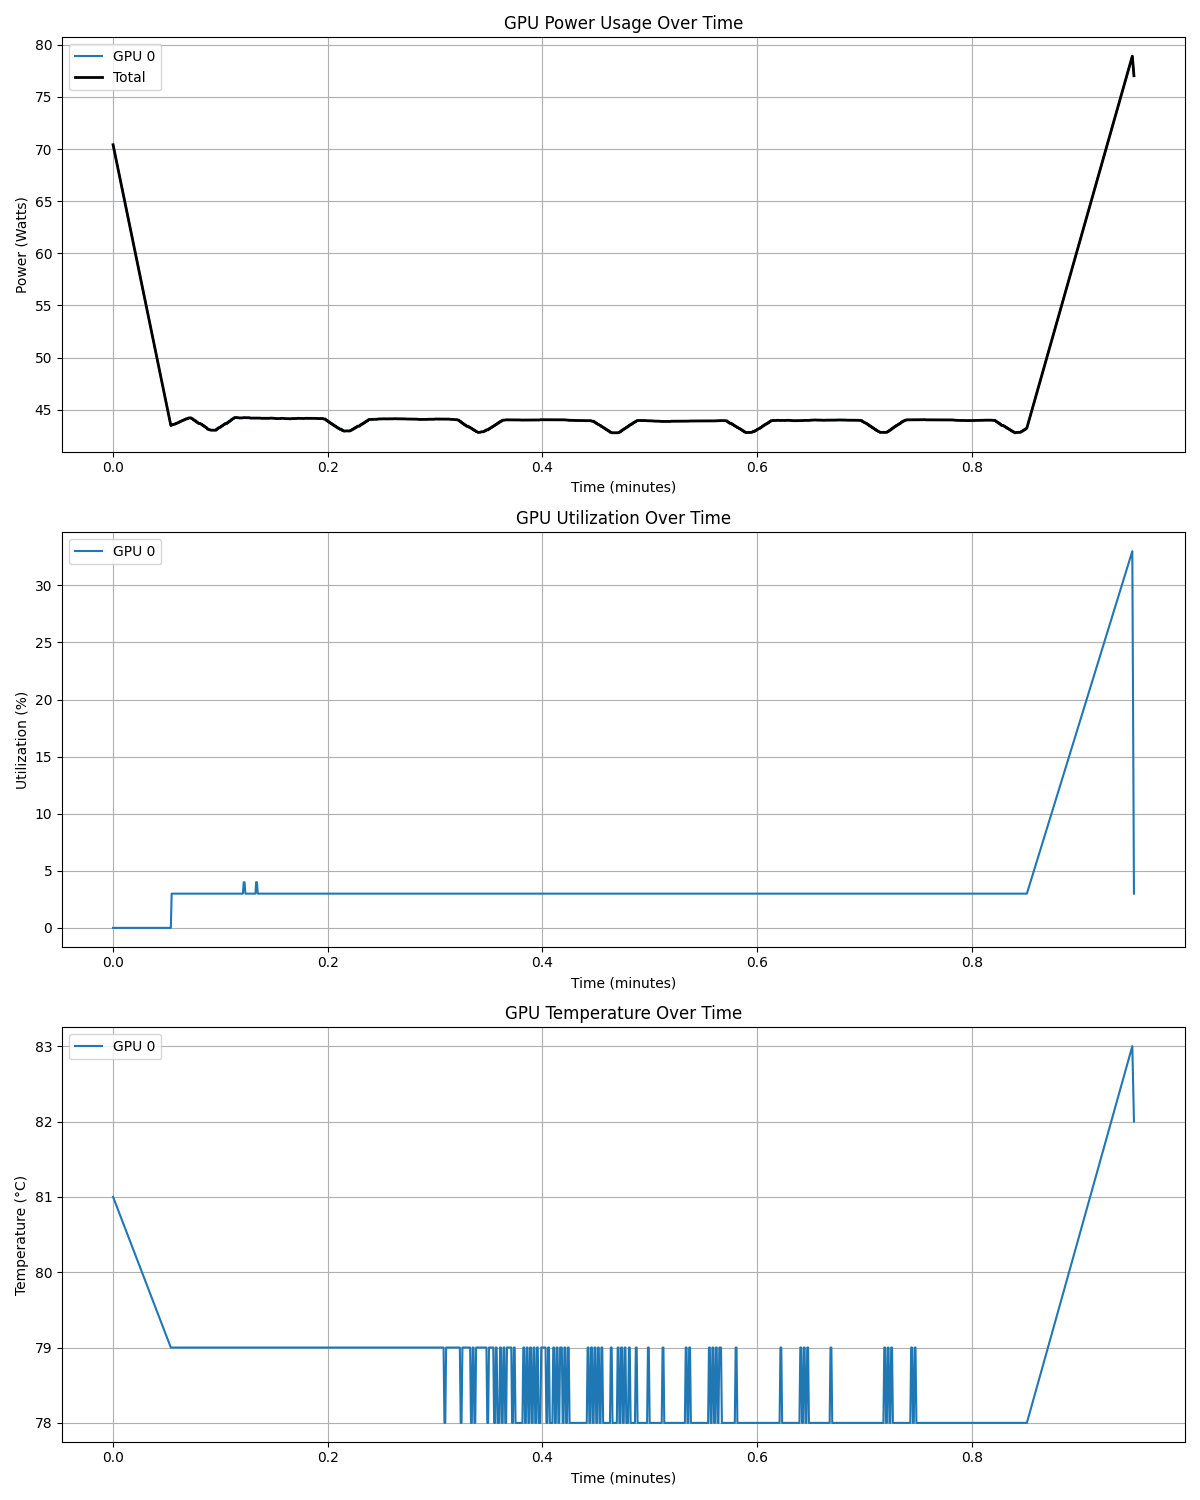 GPU Power Usage Over Time
GPU 0
Total
80
75
70
65
60
55
50
45
Power (Watts)
0.0 0.2 0.4 0.6 0.8
Time (minutes)
GPU Utilization Over Time
GPU 0
30
25
20
15
10
5
0
Utilization (%)
0.0 0.2 0.4 0.6 0.8
Time (minutes)
GPU Temperature Over Time
GPU 0
83
82
81
80
79
78
Temperature (°C)
0.0 0.2 0.4 0.6 0.8
Time (minutes)